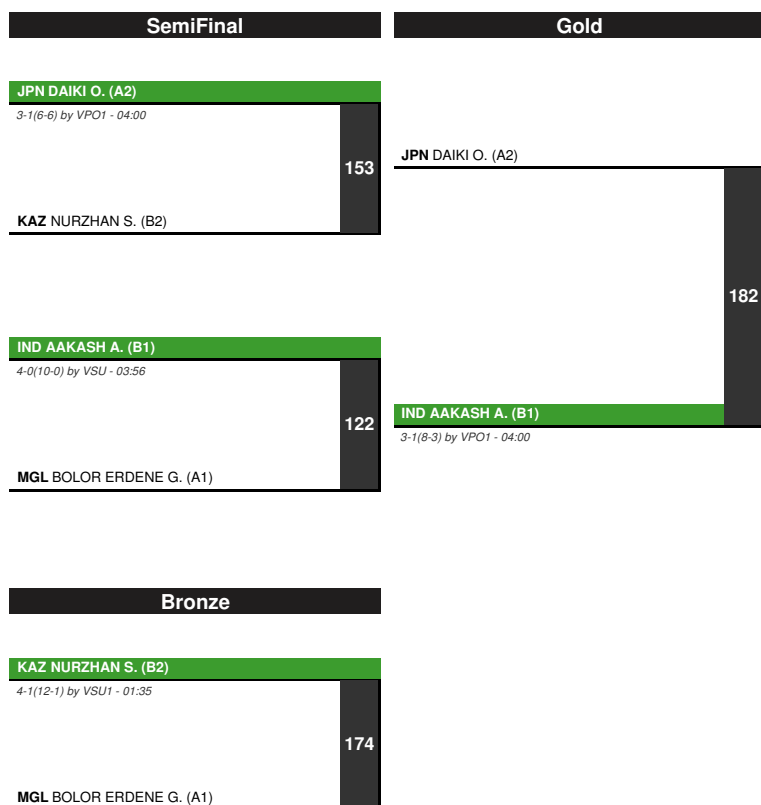 SemiFinal
Gold
JPN DAIKI O. (A2)
3-1(6-6) by VPO1 - 04:00
153
KAZ NURZHAN S. (B2)
JPN DAIKI O. (A2)
182
IND AAKASH A. (B1)
4-0(10-0) by VSU - 03:56
122
MGL BOLOR ERDENE G. (A1)
IND AAKASH A. (B1)
3-1(8-3) by VPO1 - 04:00
Bronze
KAZ NURZHAN S. (B2)
4-1(12-1) by VSU1 - 01:35
174
MGL BOLOR ERDENE G. (A1)